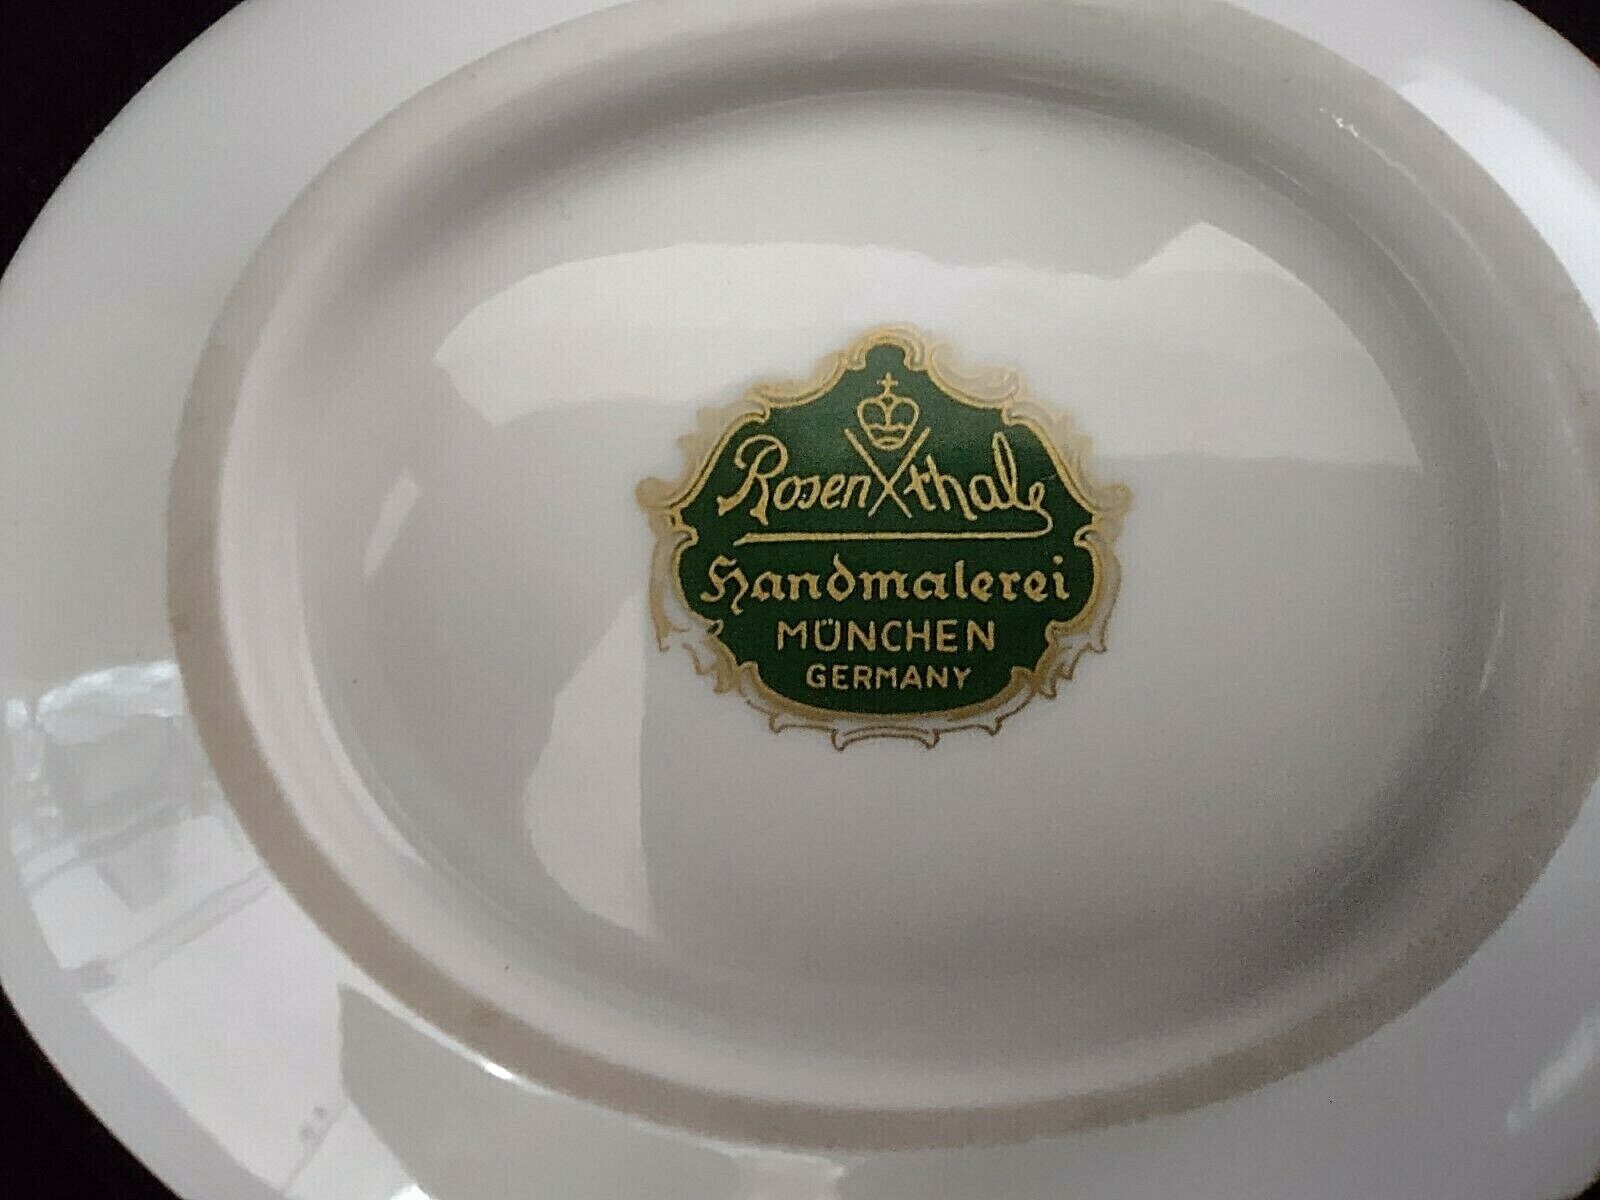 Rosenthal
Handmalerei
MÜNCHEN
GERMANY